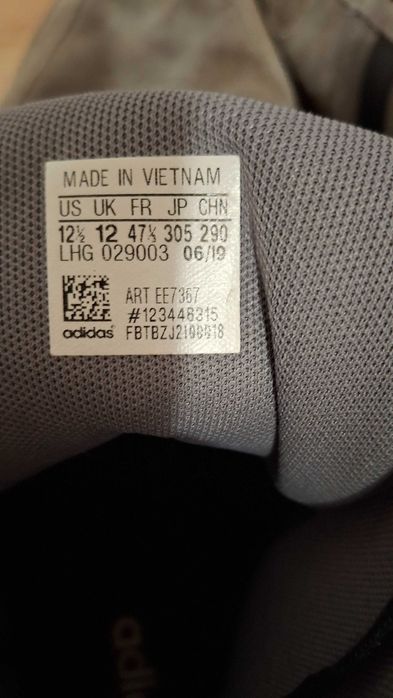 MADE IN VIETNAM
US UK FR JP CHN
12½ 12 47⅓ 305 290
LHG 029003 06/19
ART EE7367
#123448315
adidas